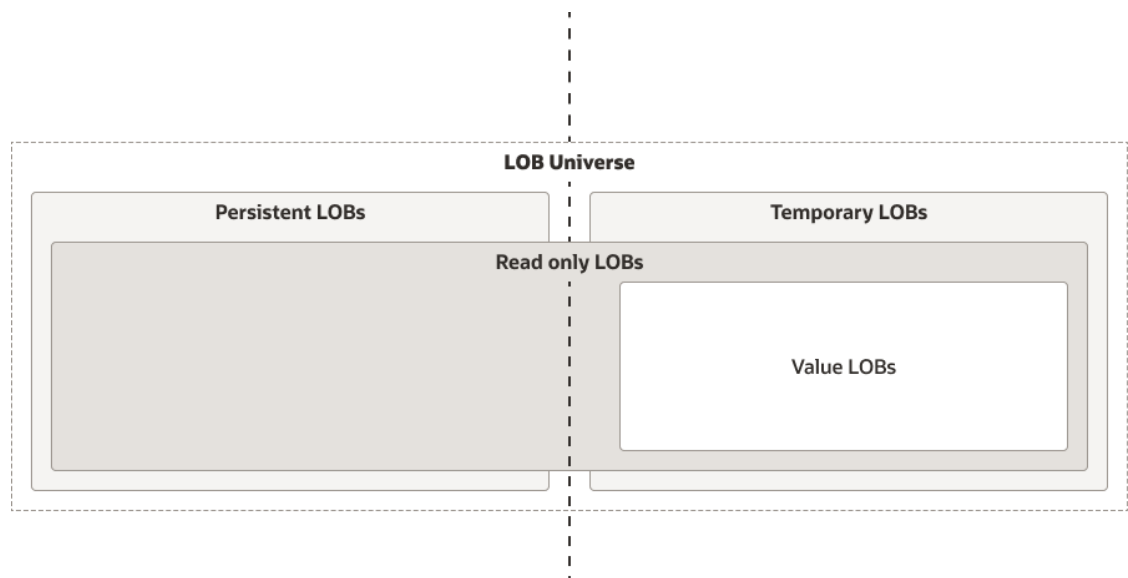 LOB Universe
Persistent LOBs
Temporary LOBs
Read only LOBs
Value LOBs